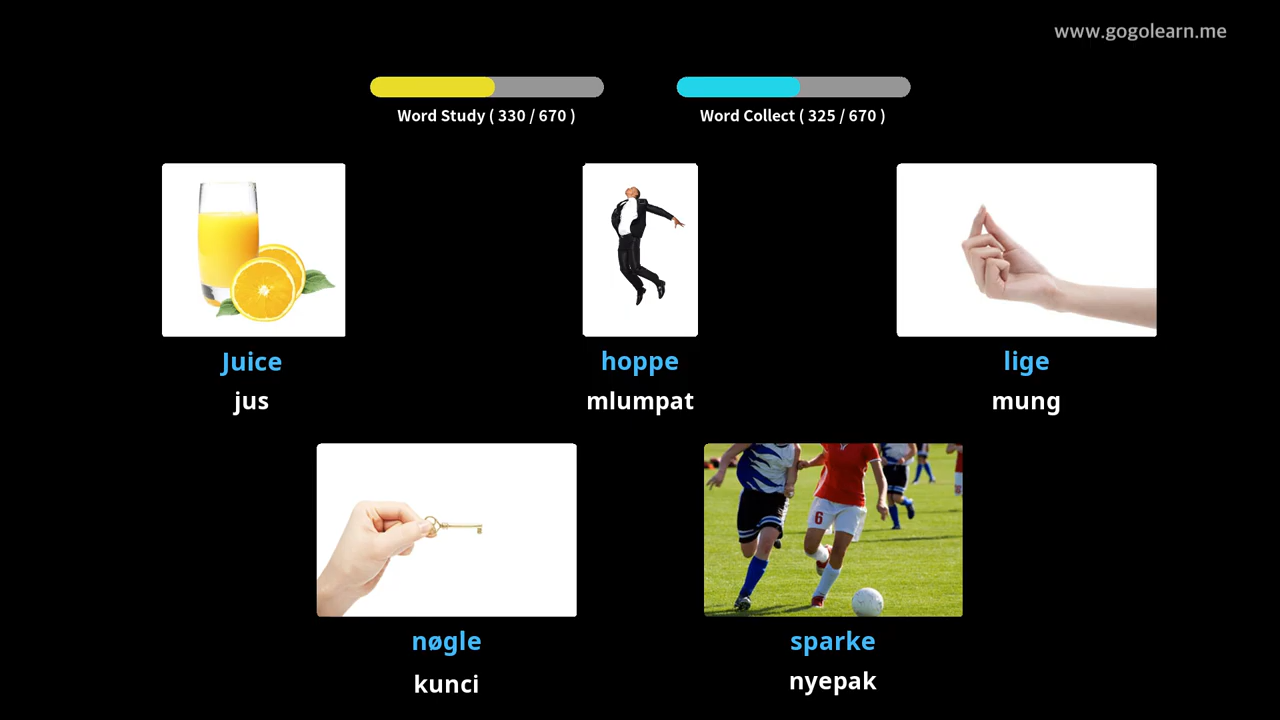 www.gogolearn.me
Word Study ( 330 / 670 )
Word Collect ( 325 / 670 )
Juice
jus
hoppe
mlumpat
lige
mung
nøgle
kunci
6
sparke
nyepak